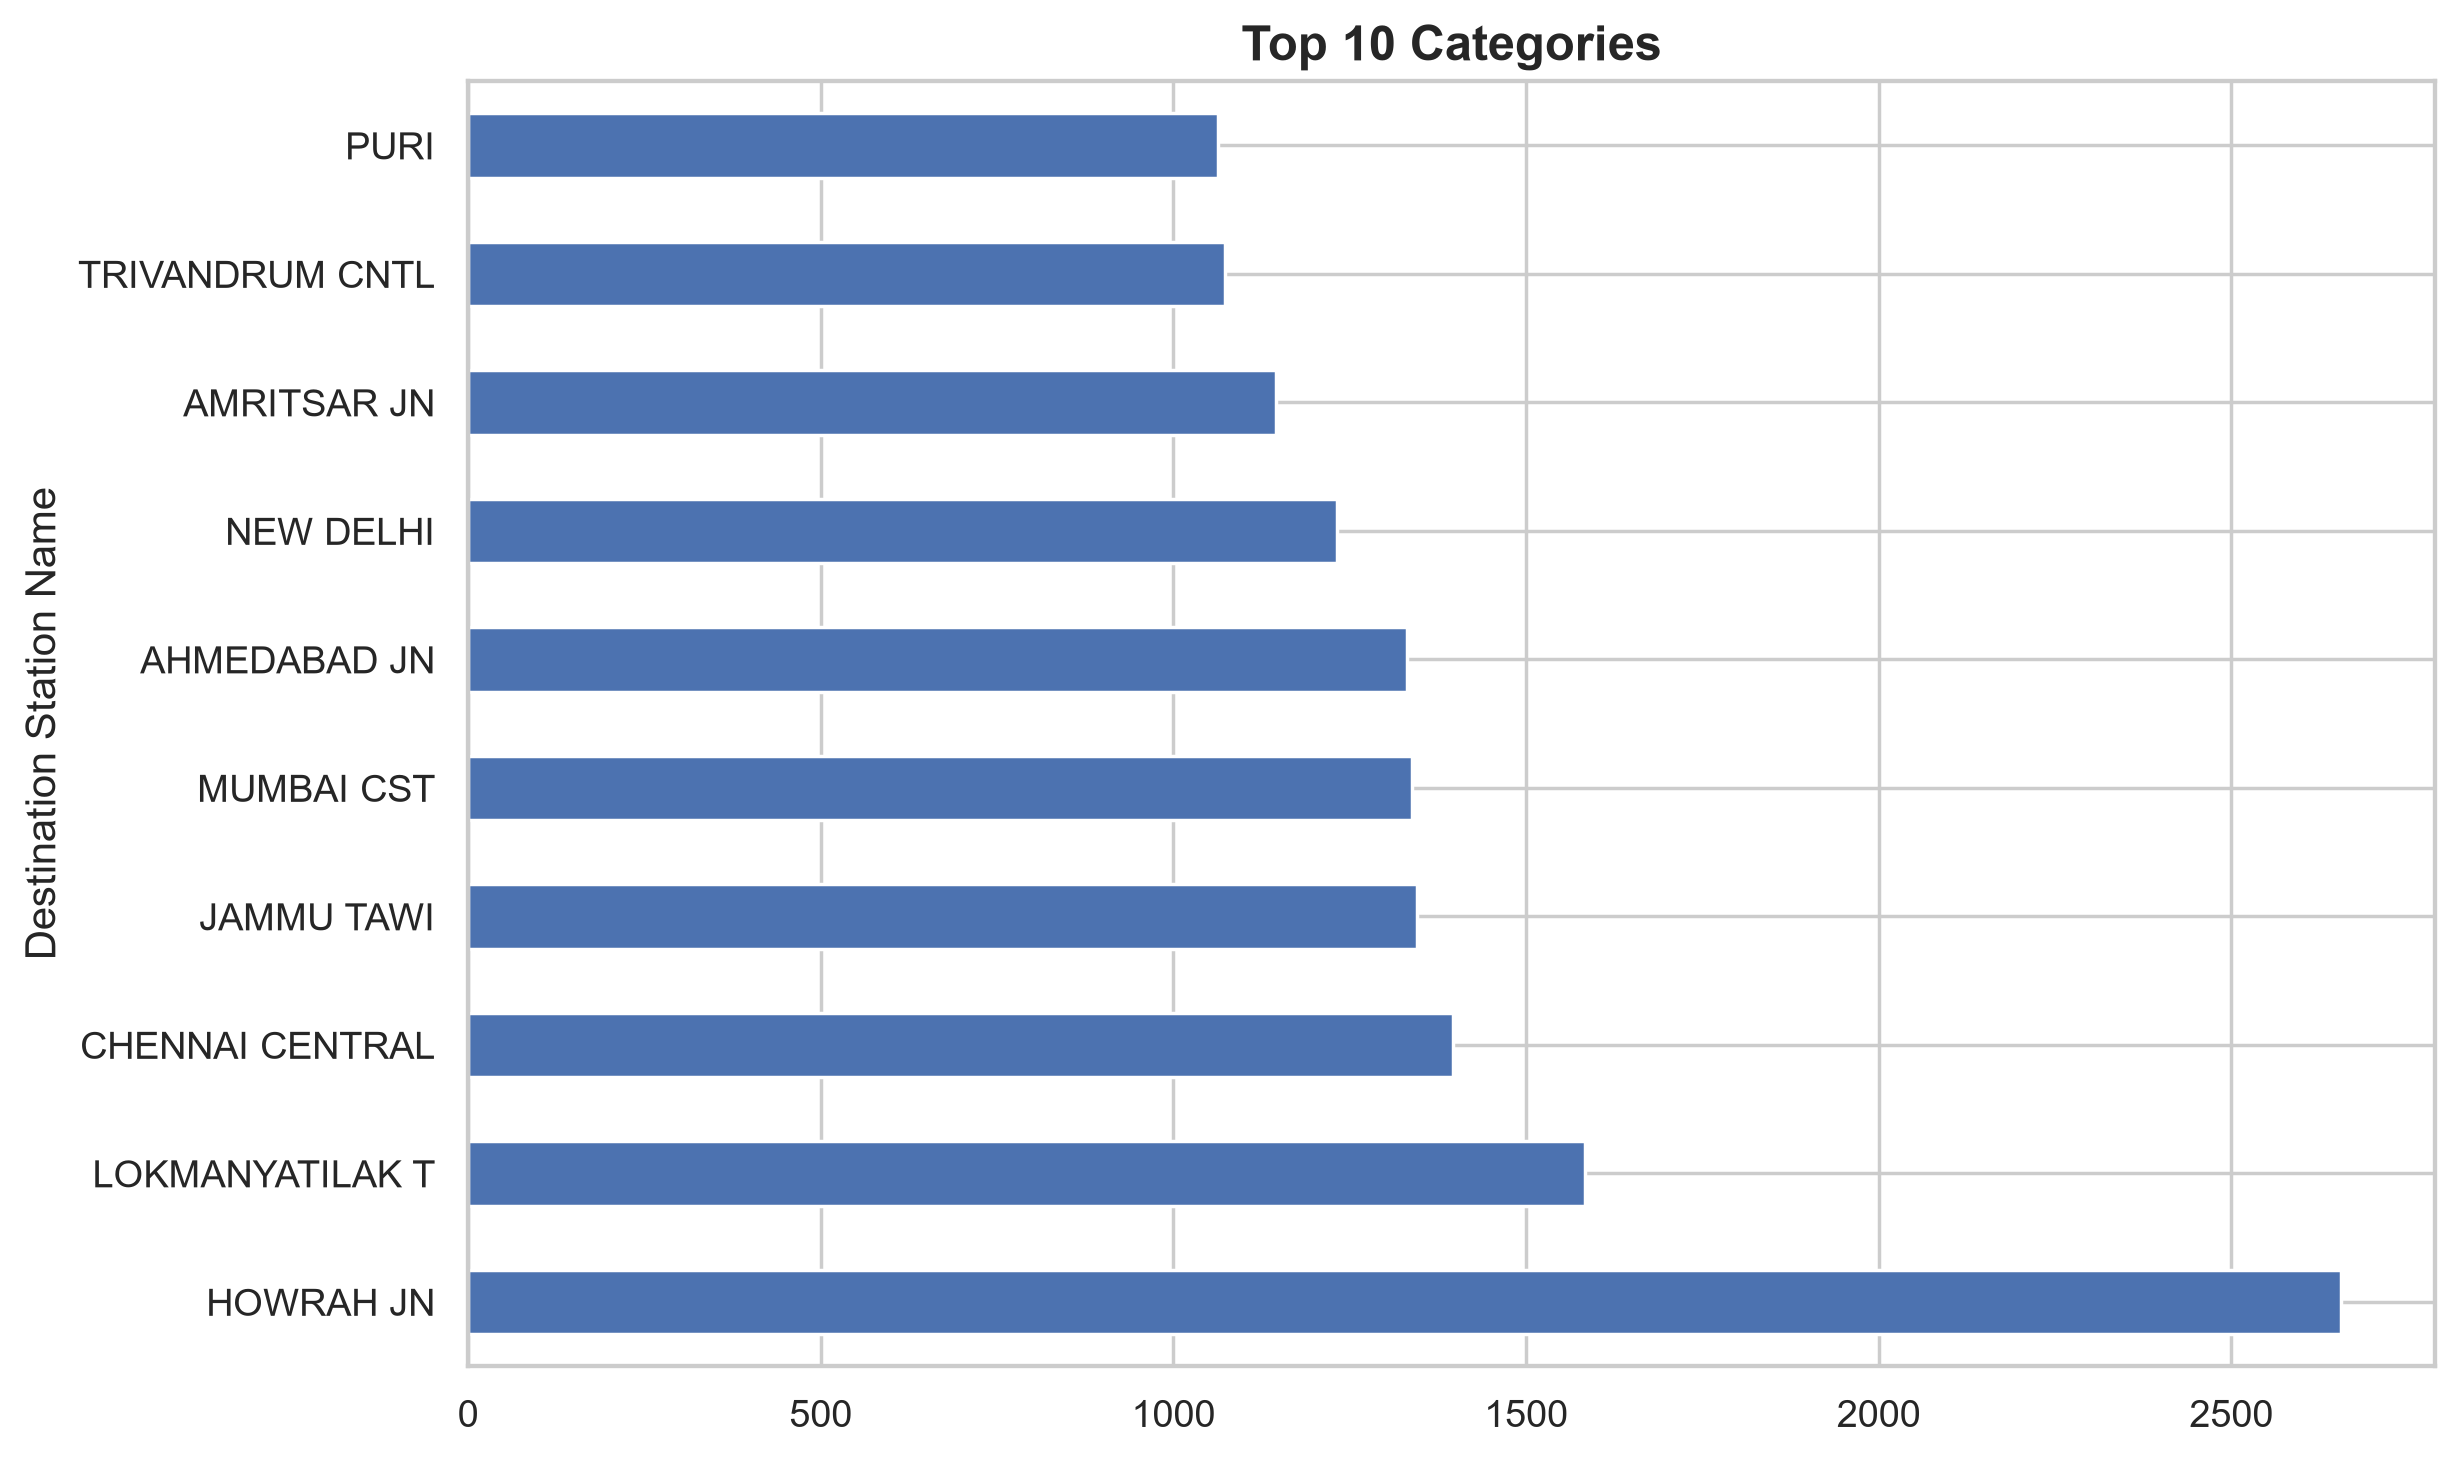 Top 10 Categories
Destination Station Name
PURI
TRIVANDRUM CNTL
AMRITSAR JN
NEW DELHI
AHMEDABAD JN
MUMBAI CST
JAMMU TAWI
CHENNAI CENTRAL
LOKMANYATILAK T
HOWRAH JN
0 500 1000 1500 2000 2500